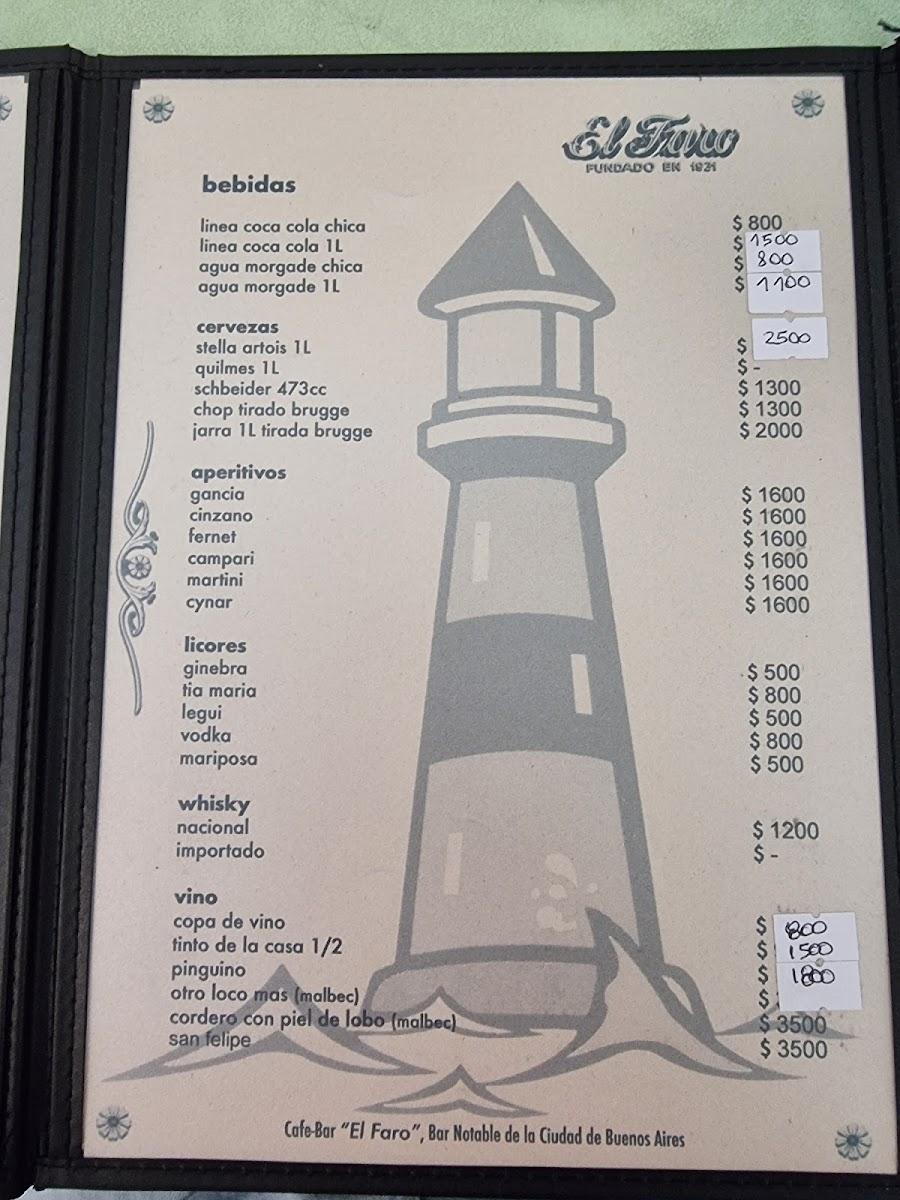 El Faro
FUNDADO EN 1921
bebidas
linea coca cola chica $ 800
linea coca cola 1L $ 1500
agua morgade chica $ 800
agua morgade 1L $ 1100
cervezas
stella artois 1L $ 2500
quilmes 1L $ -
schbeider 473cc $ 1300
chop tirado brugge $ 1300
jarra 1L tirada brugge $ 2000
aperitivos
gancia $ 1600
cinzano $ 1600
fernet $ 1600
campari $ 1600
martini $ 1600
cynar $ 1600
licores
ginebra $ 500
tia maria $ 800
legui $ 500
vodka $ 800
mariposa $ 500
whisky
nacional $ 1200
importado $ -
vino
copa de vino $ 800
tinto de la casa 1/2 $ 1500
pinguino $ 1800
otro loco mas (malbec) $
cordero con piel de lobo (malbec) $ 3500
san felipe $ 3500
Cafe-Bar "El Faro", Bar Notable de la Ciudad de Buenos Aires